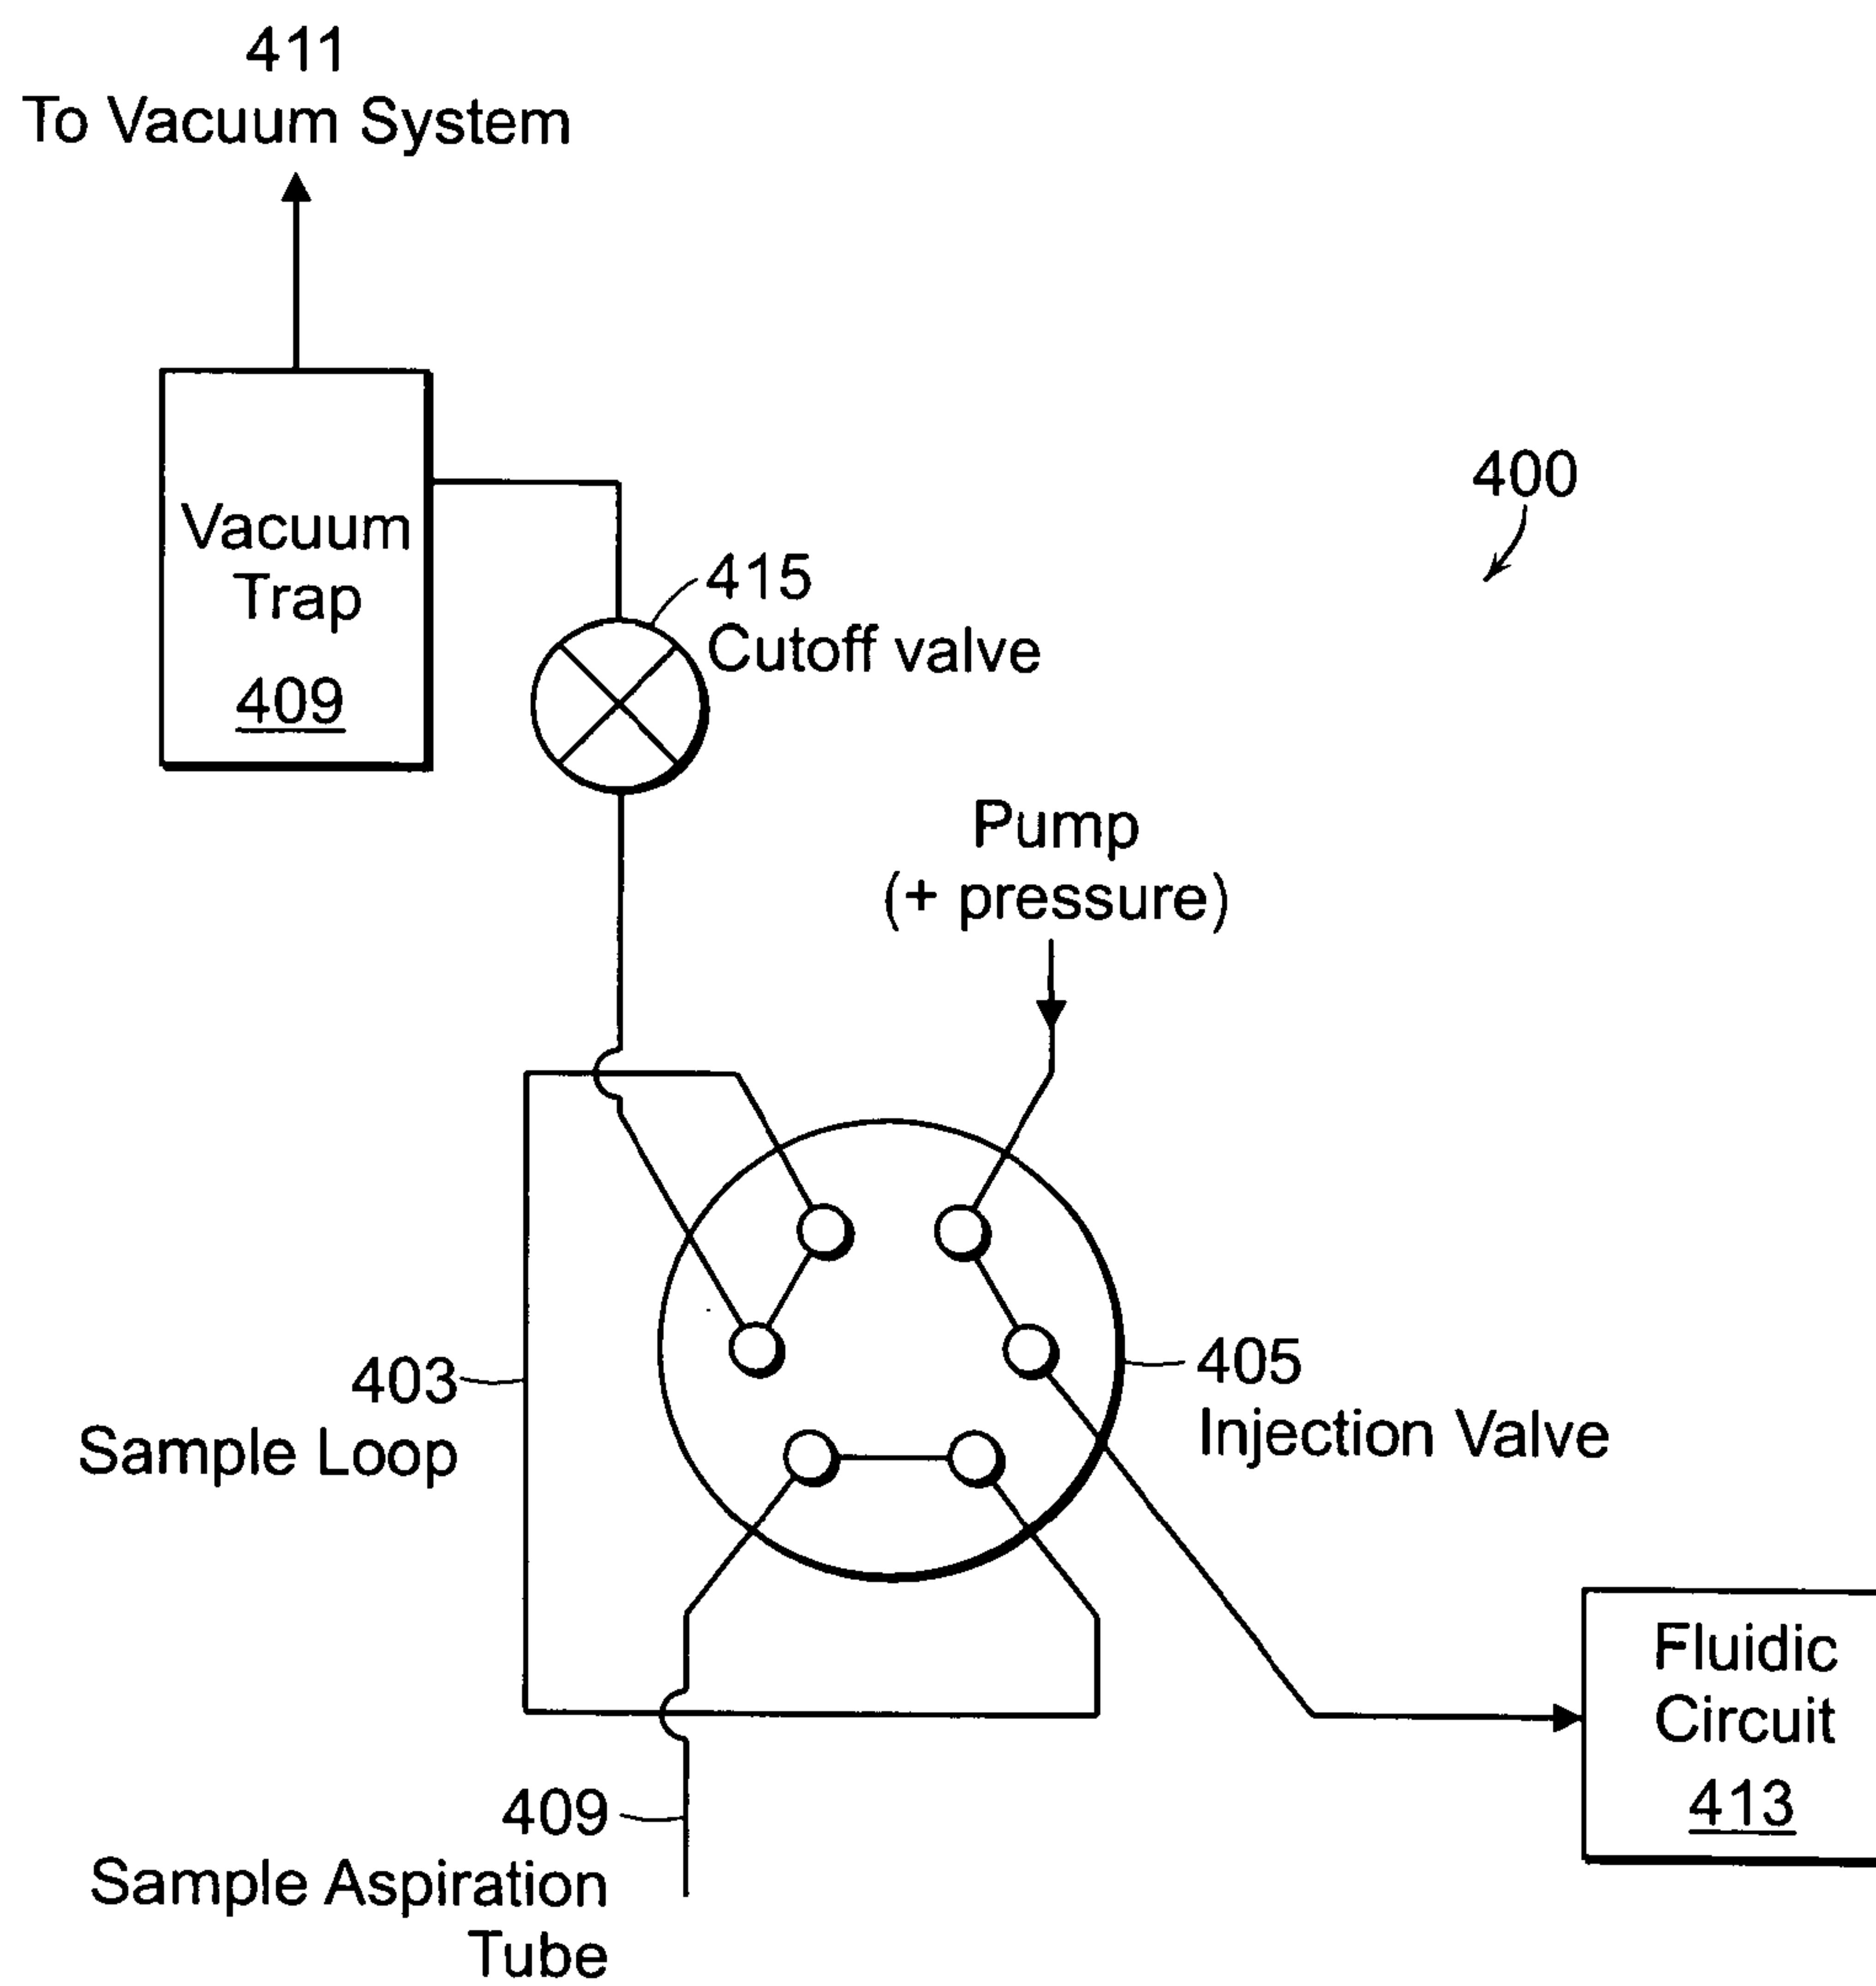 411
To Vacuum System
Vacuum
Trap
409
400
415
Cutoff valve
Pump
(+ pressure)
403
Sample Loop
405
Injection Valve
Fluidic
Circuit
413
409
Sample Aspiration
Tube